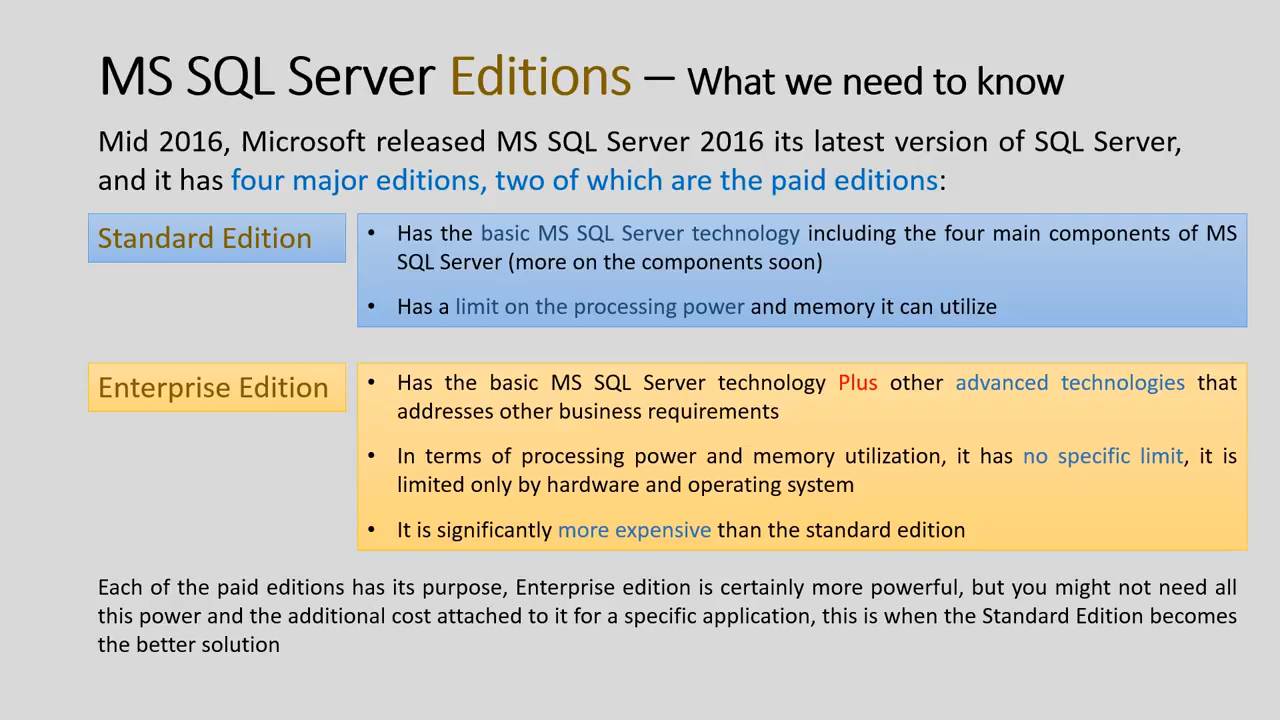 MS SQL Server Editions – What we need to know
Mid 2016, Microsoft released MS SQL Server 2016 its latest version of SQL Server,
and it has four major editions, two of which are the paid editions:
Standard Edition
• Has the basic MS SQL Server technology including the four main components of MS
SQL Server (more on the components soon)
• Has a limit on the processing power and memory it can utilize
Enterprise Edition
• Has the basic MS SQL Server technology Plus other advanced technologies that
addresses other business requirements
• In terms of processing power and memory utilization, it has no specific limit, it is
limited only by hardware and operating system
• It is significantly more expensive than the standard edition
Each of the paid editions has its purpose, Enterprise edition is certainly more powerful, but you might not need all
this power and the additional cost attached to it for a specific application, this is when the Standard Edition becomes
the better solution